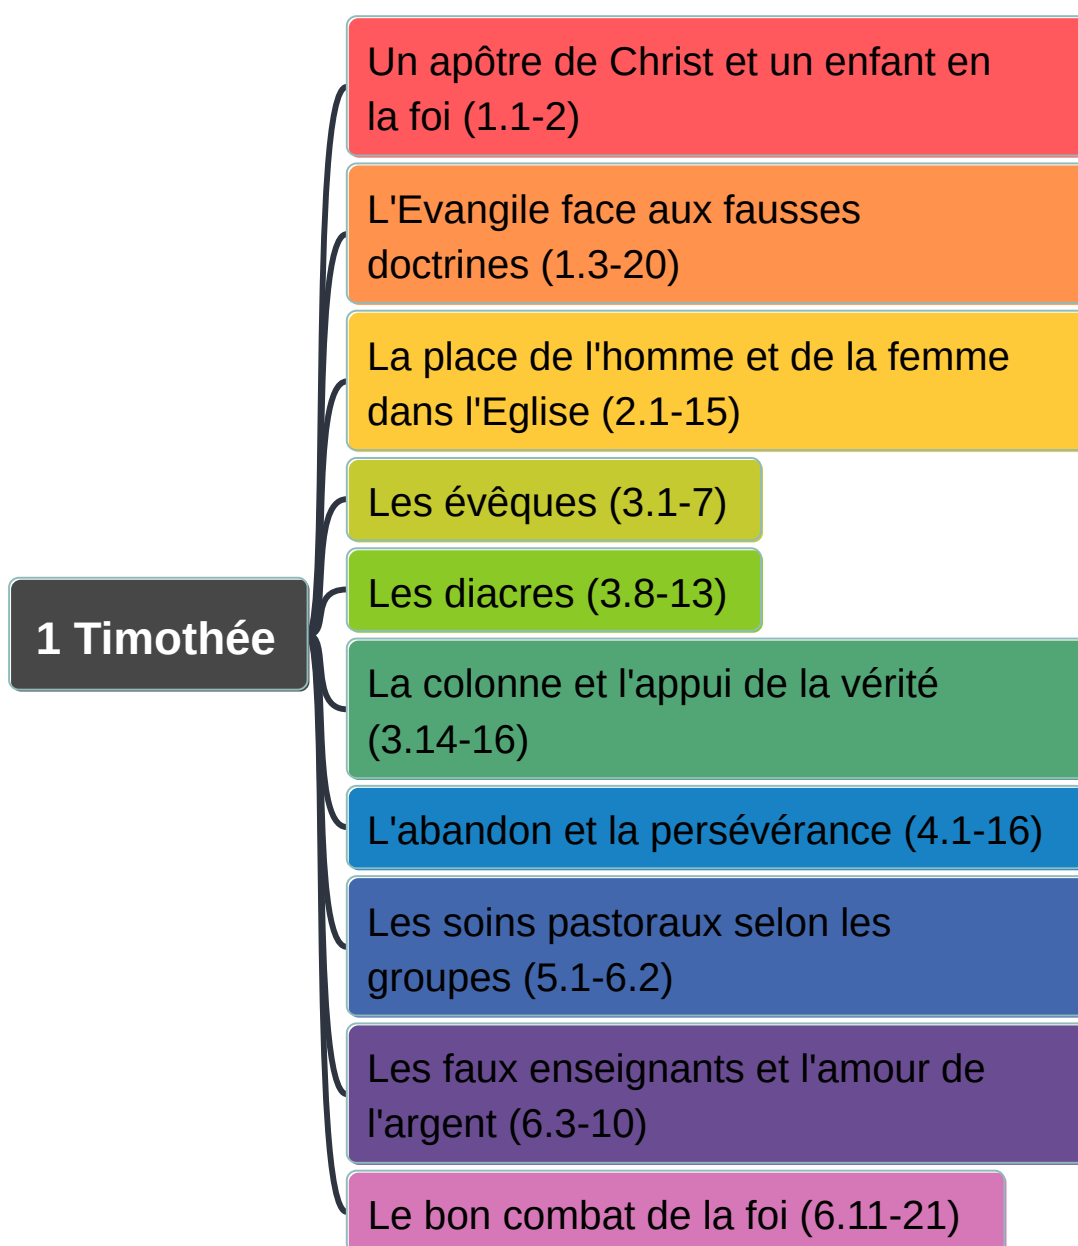 Un apôtre de Christ et un enfant en
la foi (1.1-2)
L'Evangile face aux fausses
doctrines (1.3-20)
La place de l'homme et de la femme
dans l'Eglise (2.1-15)
Les évêques (3.1-7)
Les diacres (3.8-13)
1 Timothée
La colonne et l'appui de la vérité
(3.14-16)
L'abandon et la persévérance (4.1-16)
Les soins pastoraux selon les
groupes (5.1-6.2)
Les faux enseignants et l'amour de
l'argent (6.3-10)
Le bon combat de la foi (6.11-21)